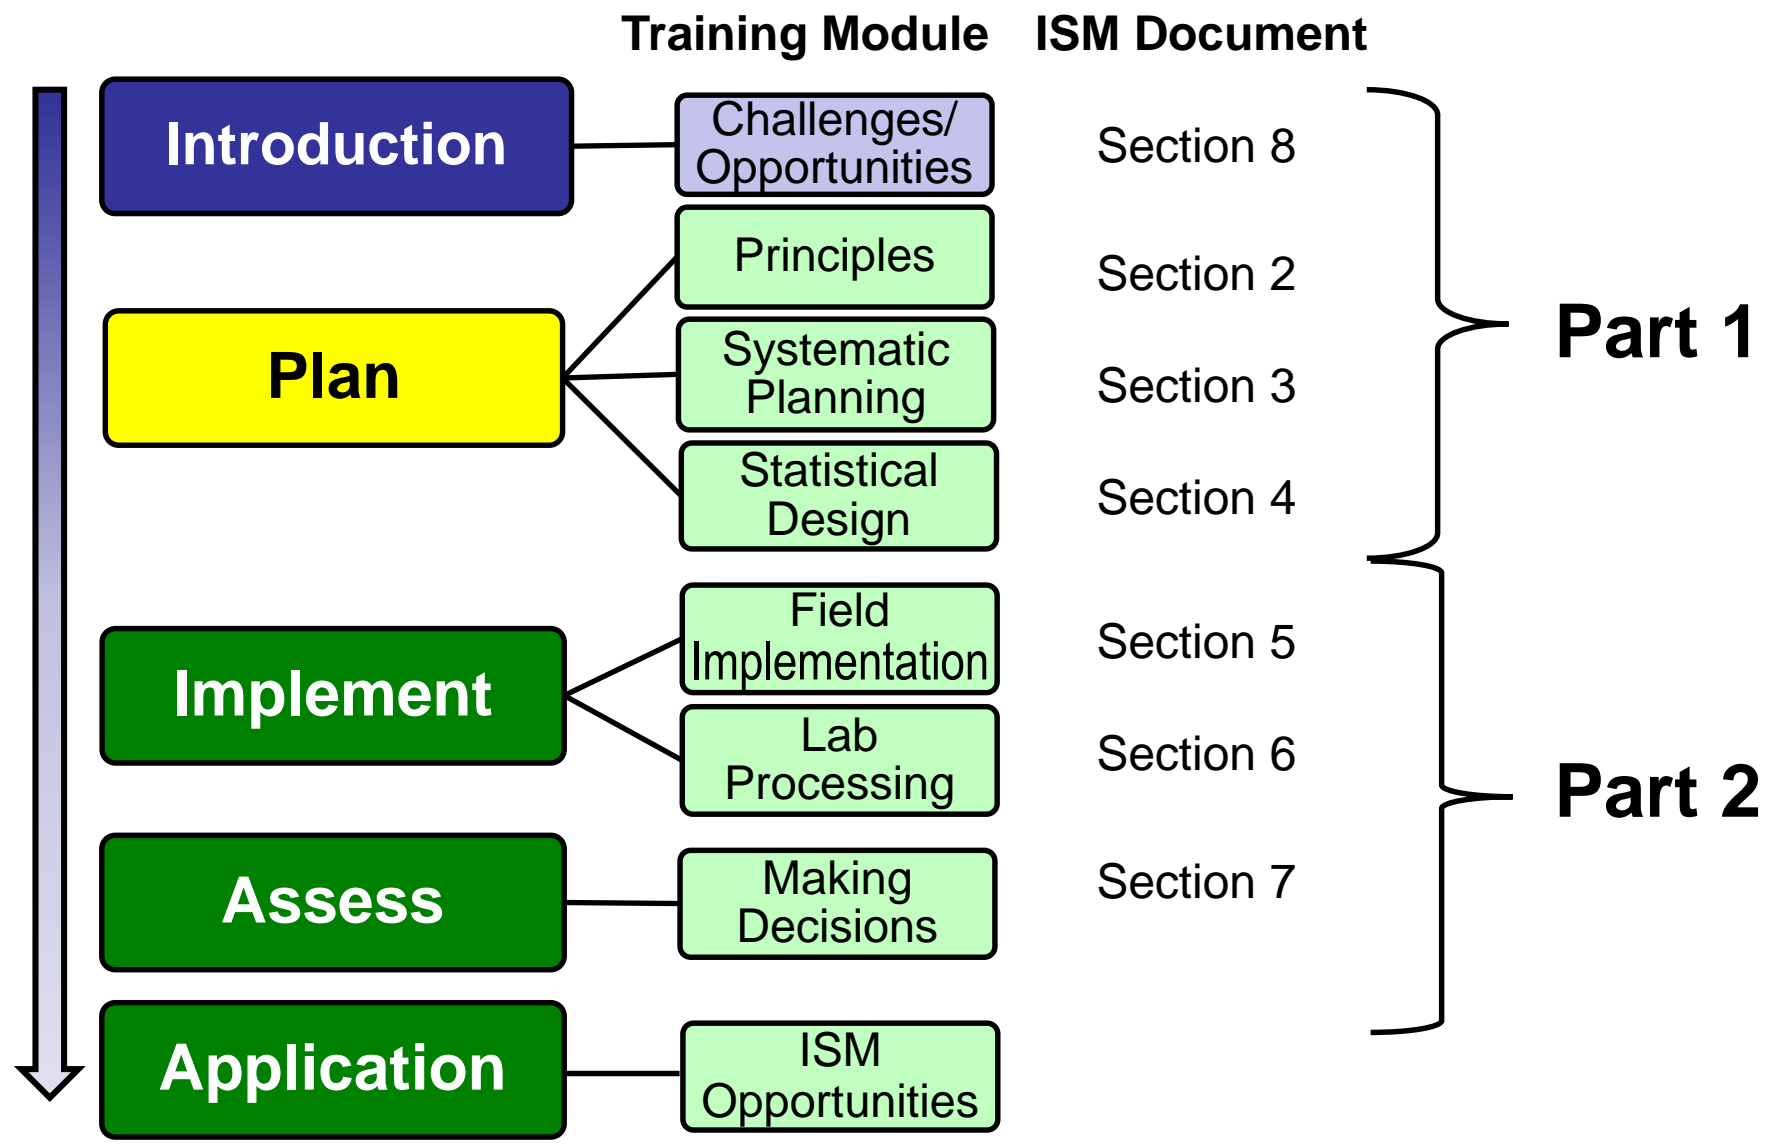 Training Module ISM Document
Introduction
Challenges/
Opportunities
Section 8
Principles
Section 2
Plan
Systematic
Planning
Section 3
Statistical
Design
Section 4
Part 1
Implement
Field
Implementation
Section 5
Lab
Processing
Section 6
Assess
Making
Decisions
Section 7
Part 2
Application
ISM
Opportunities